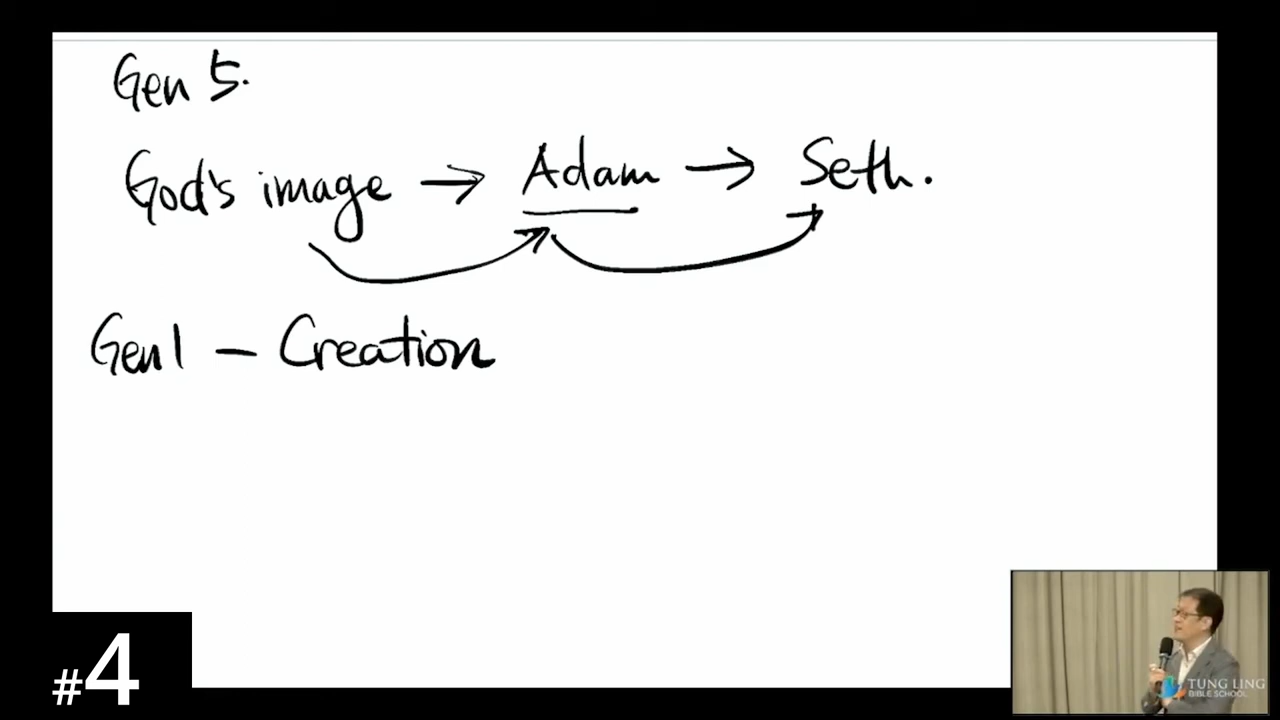 Gen 5.
God's image → Adam → Seth.
Gen 1 – Creation
#4
TUNG LING
BIBLE SCHOOL